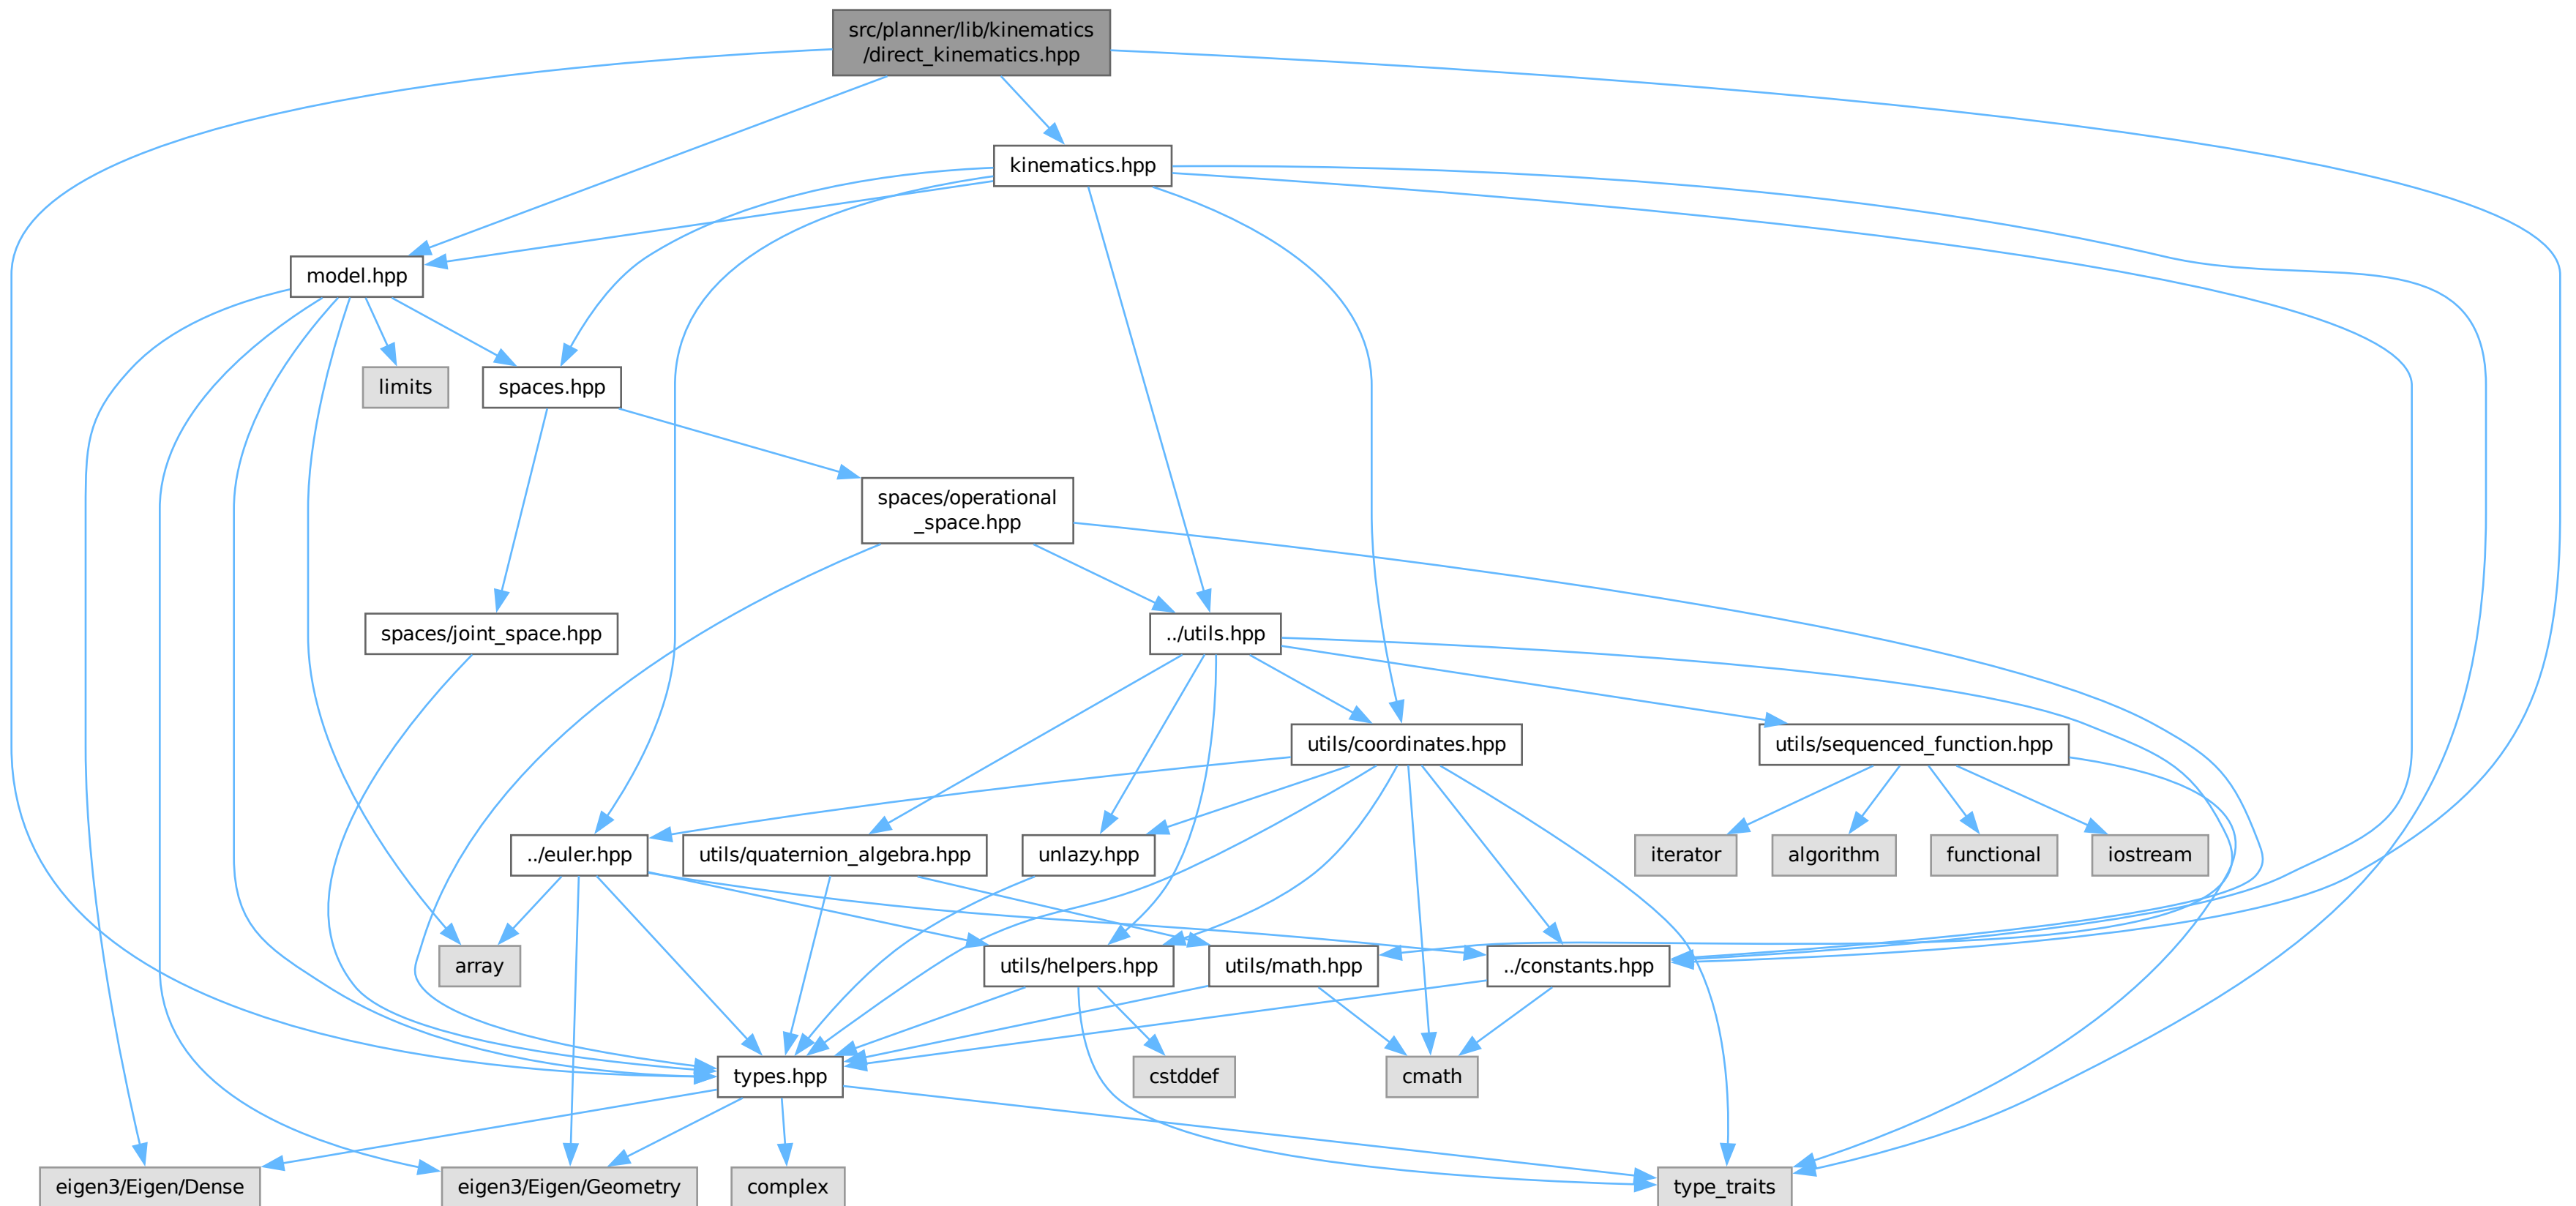 src/planner/lib/kinematics
/direct_kinematics.hpp
kinematics.hpp
model.hpp
limits
spaces.hpp
spaces/operational
_space.hpp
spaces/joint_space.hpp
../utils.hpp
utils/coordinates.hpp
utils/sequenced_function.hpp
../euler.hpp
utils/quaternion_algebra.hpp
unlazy.hpp
iterator
algorithm
functional
iostream
array
utils/helpers.hpp
utils/math.hpp
../constants.hpp
types.hpp
cstddef
cmath
eigen3/Eigen/Dense
eigen3/Eigen/Geometry
complex
type_traits